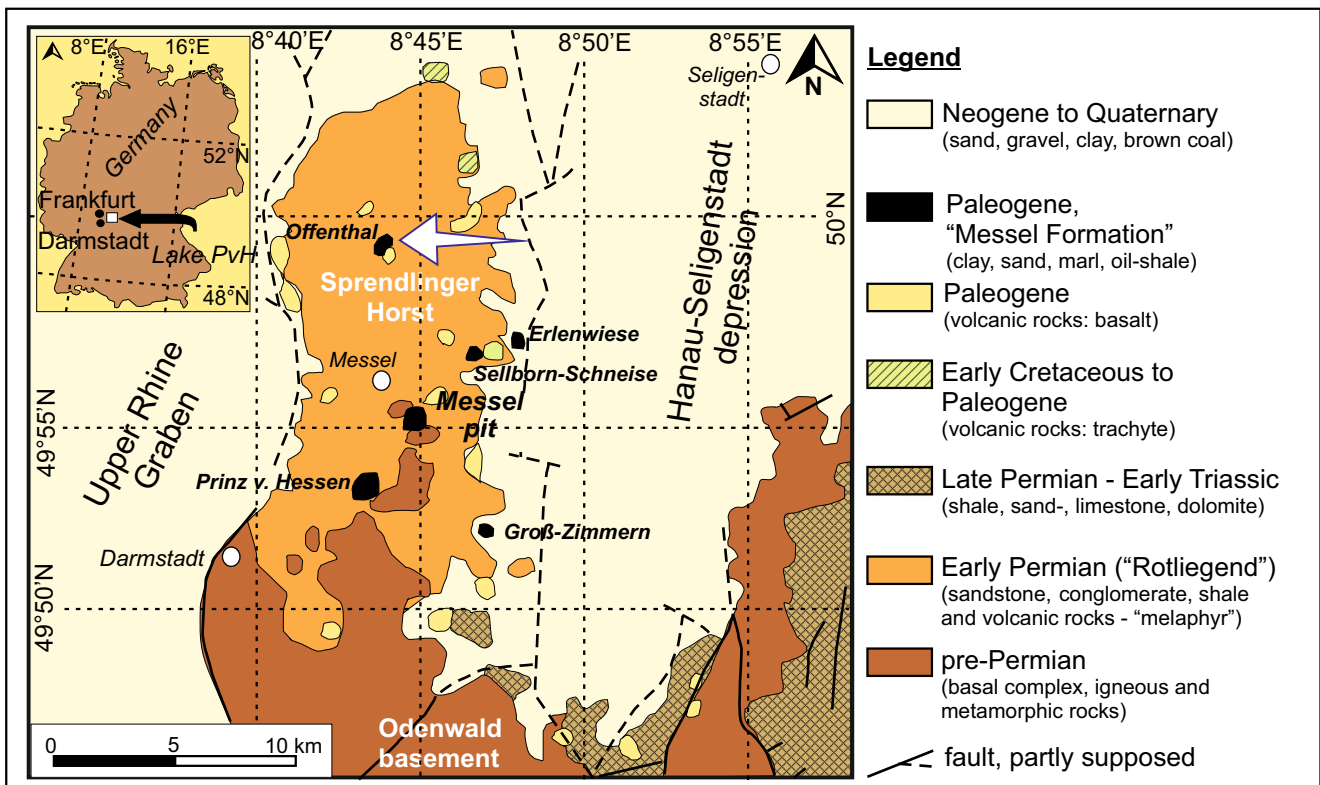 8°E
16°E
Germany
52°N
Frankfurt
Darmstadt
Lake PvH
48°N
8°40'E
8°45'E
8°50'E
8°55'E
N
Seligen-
stadt
50°N
Offenthal
Sprendlinger
Horst
Hanau-Seligenstadt
depression
Erlenwiese
Messel
Sellborn-Schneise
Upper Rhine
Graben
Messel
pit
49°55'N
Prinz v. Hessen
Groß-Zimmern
Darmstadt
49°50'N
Odenwald
basement
0 5 10 km
Legend
Neogene to Quaternary
(sand, gravel, clay, brown coal)
Paleogene,
“Messel Formation”
(clay, sand, marl, oil-shale)
Paleogene
(volcanic rocks: basalt)
Early Cretaceous to
Paleogene
(volcanic rocks: trachyte)
Late Permian - Early Triassic
(shale, sand-, limestone, dolomite)
Early Permian (“Rotliegend”)
(sandstone, conglomerate, shale
and volcanic rocks - “melaphyr”)
pre-Permian
(basal complex, igneous and
metamorphic rocks)
fault, partly supposed